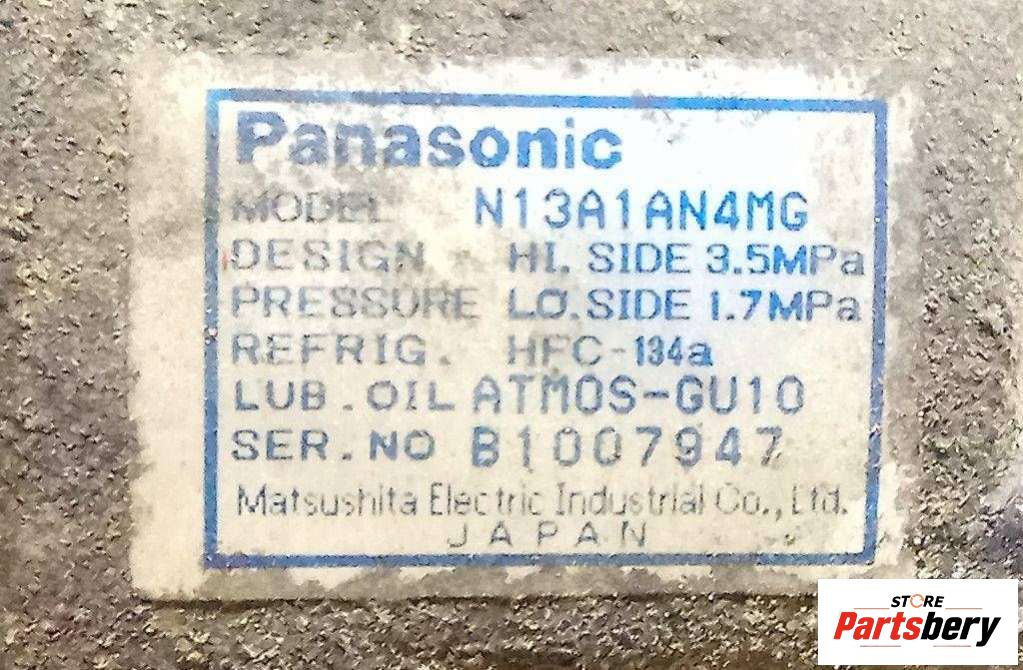 Panasonic
MODEL N13A1AN4MG
DESIGN HI. SIDE 3.5MPa
PRESSURE LO.SIDE 1.7MPa
REFRIG. HFC-134a
LUB.OIL ATMOS-GU10
SER.NO B1007947
Matsushita Electric Industrial Co., Ltd.
JAPAN
STORE
Partsbery